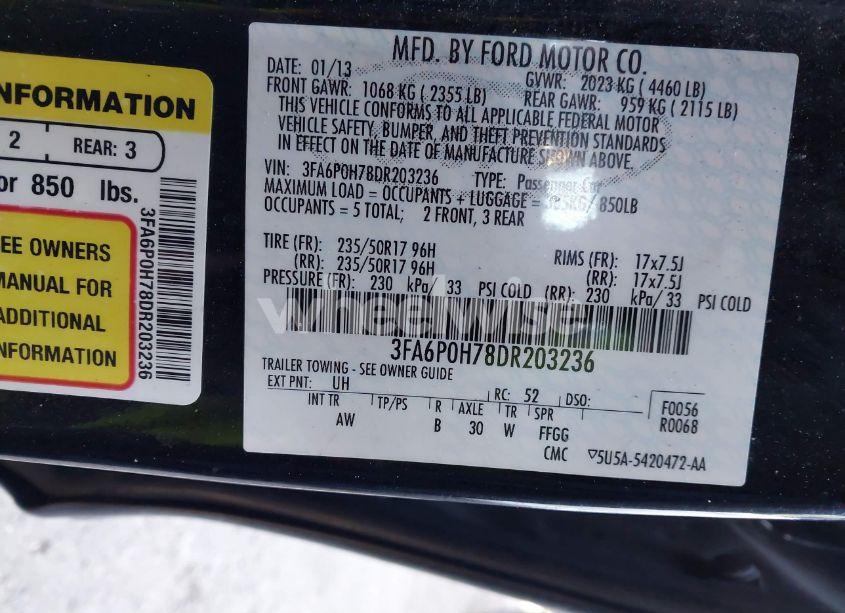 NFORMATION
2 REAR: 3
or 850 lbs.
EE OWNERS
MANUAL FOR
ADDITIONAL
INFORMATION
3FA6P0H78DR203236
MFD. BY FORD MOTOR CO.
DATE: 01/13 GVWR: 2023 KG ( 4460 LB)
FRONT GAWR: 1068 KG ( 2355 LB) REAR GAWR: 959 KG ( 2115 LB)
THIS VEHICLE CONFORMS TO ALL APPLICABLE FEDERAL MOTOR
VEHICLE SAFETY, BUMPER, AND THEFT PREVENTION STANDARDS
IN EFFECT ON THE DATE OF MANUFACTURE SHOWN ABOVE.
VIN: 3FA6P0H78DR203236 TYPE: Passenger Car
MAXIMUM LOAD = OCCUPANTS + LUGGAGE = 385KG/ 850LB
OCCUPANTS = 5 TOTAL; 2 FRONT, 3 REAR
TIRE (FR): 235/50R17 96H RIMS (FR): 17x7.5J
(RR): 235/50R17 96H (RR): 17x7.5J
PRESSURE (FR): 230 kPa/ 33 PSI COLD (RR): 230 kPa/ 33 PSI COLD
wheelwise
3FA6P0H78DR203236
TRAILER TOWING - SEE OWNER GUIDE
EXT PNT: UH RC: 52 DSO:
INT TR TP/PS R AXLE TR SPR F0056
AW B 30 W FFGG R0068
CMC ▽5U5A-5420472-AA